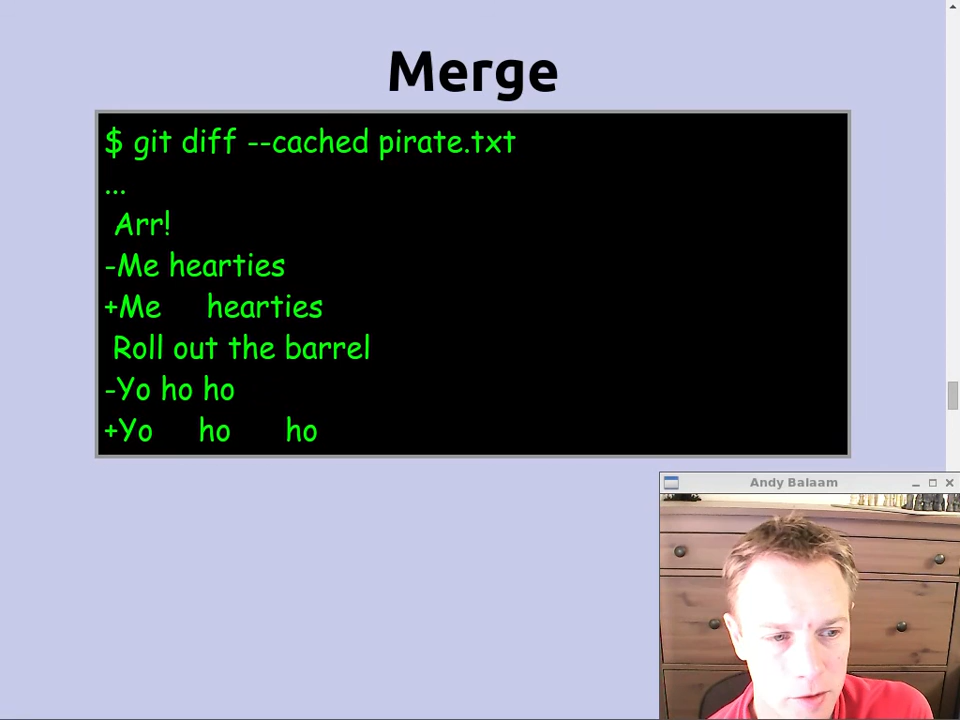 Merge
$ git diff --cached pirate.txt
...
 Arr!
-Me hearties
+Me     hearties
 Roll out the barrel
-Yo ho ho
+Yo     ho      ho
Andy Balaam